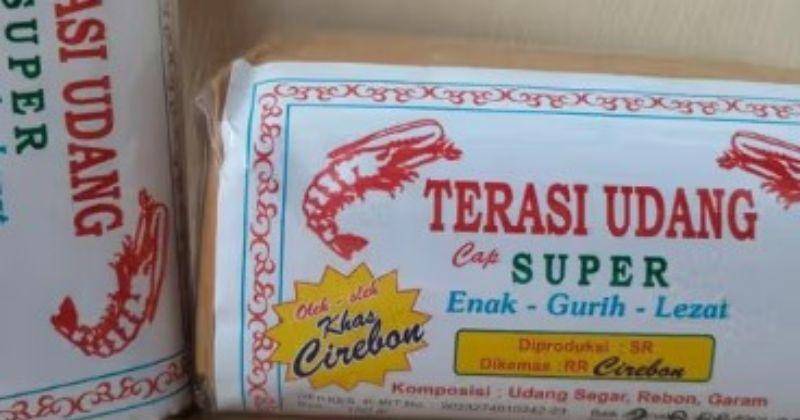 ASI UDANG
SUPER
TERASI UDANG
Cap SUPER
Enak - Gurih - Lezat
Oleh - oleh
Khas
Cirebon
Diproduksi : SR
Dikemas : RR Cirebon
Komposisi : Udang Segar, Rebon, Garam